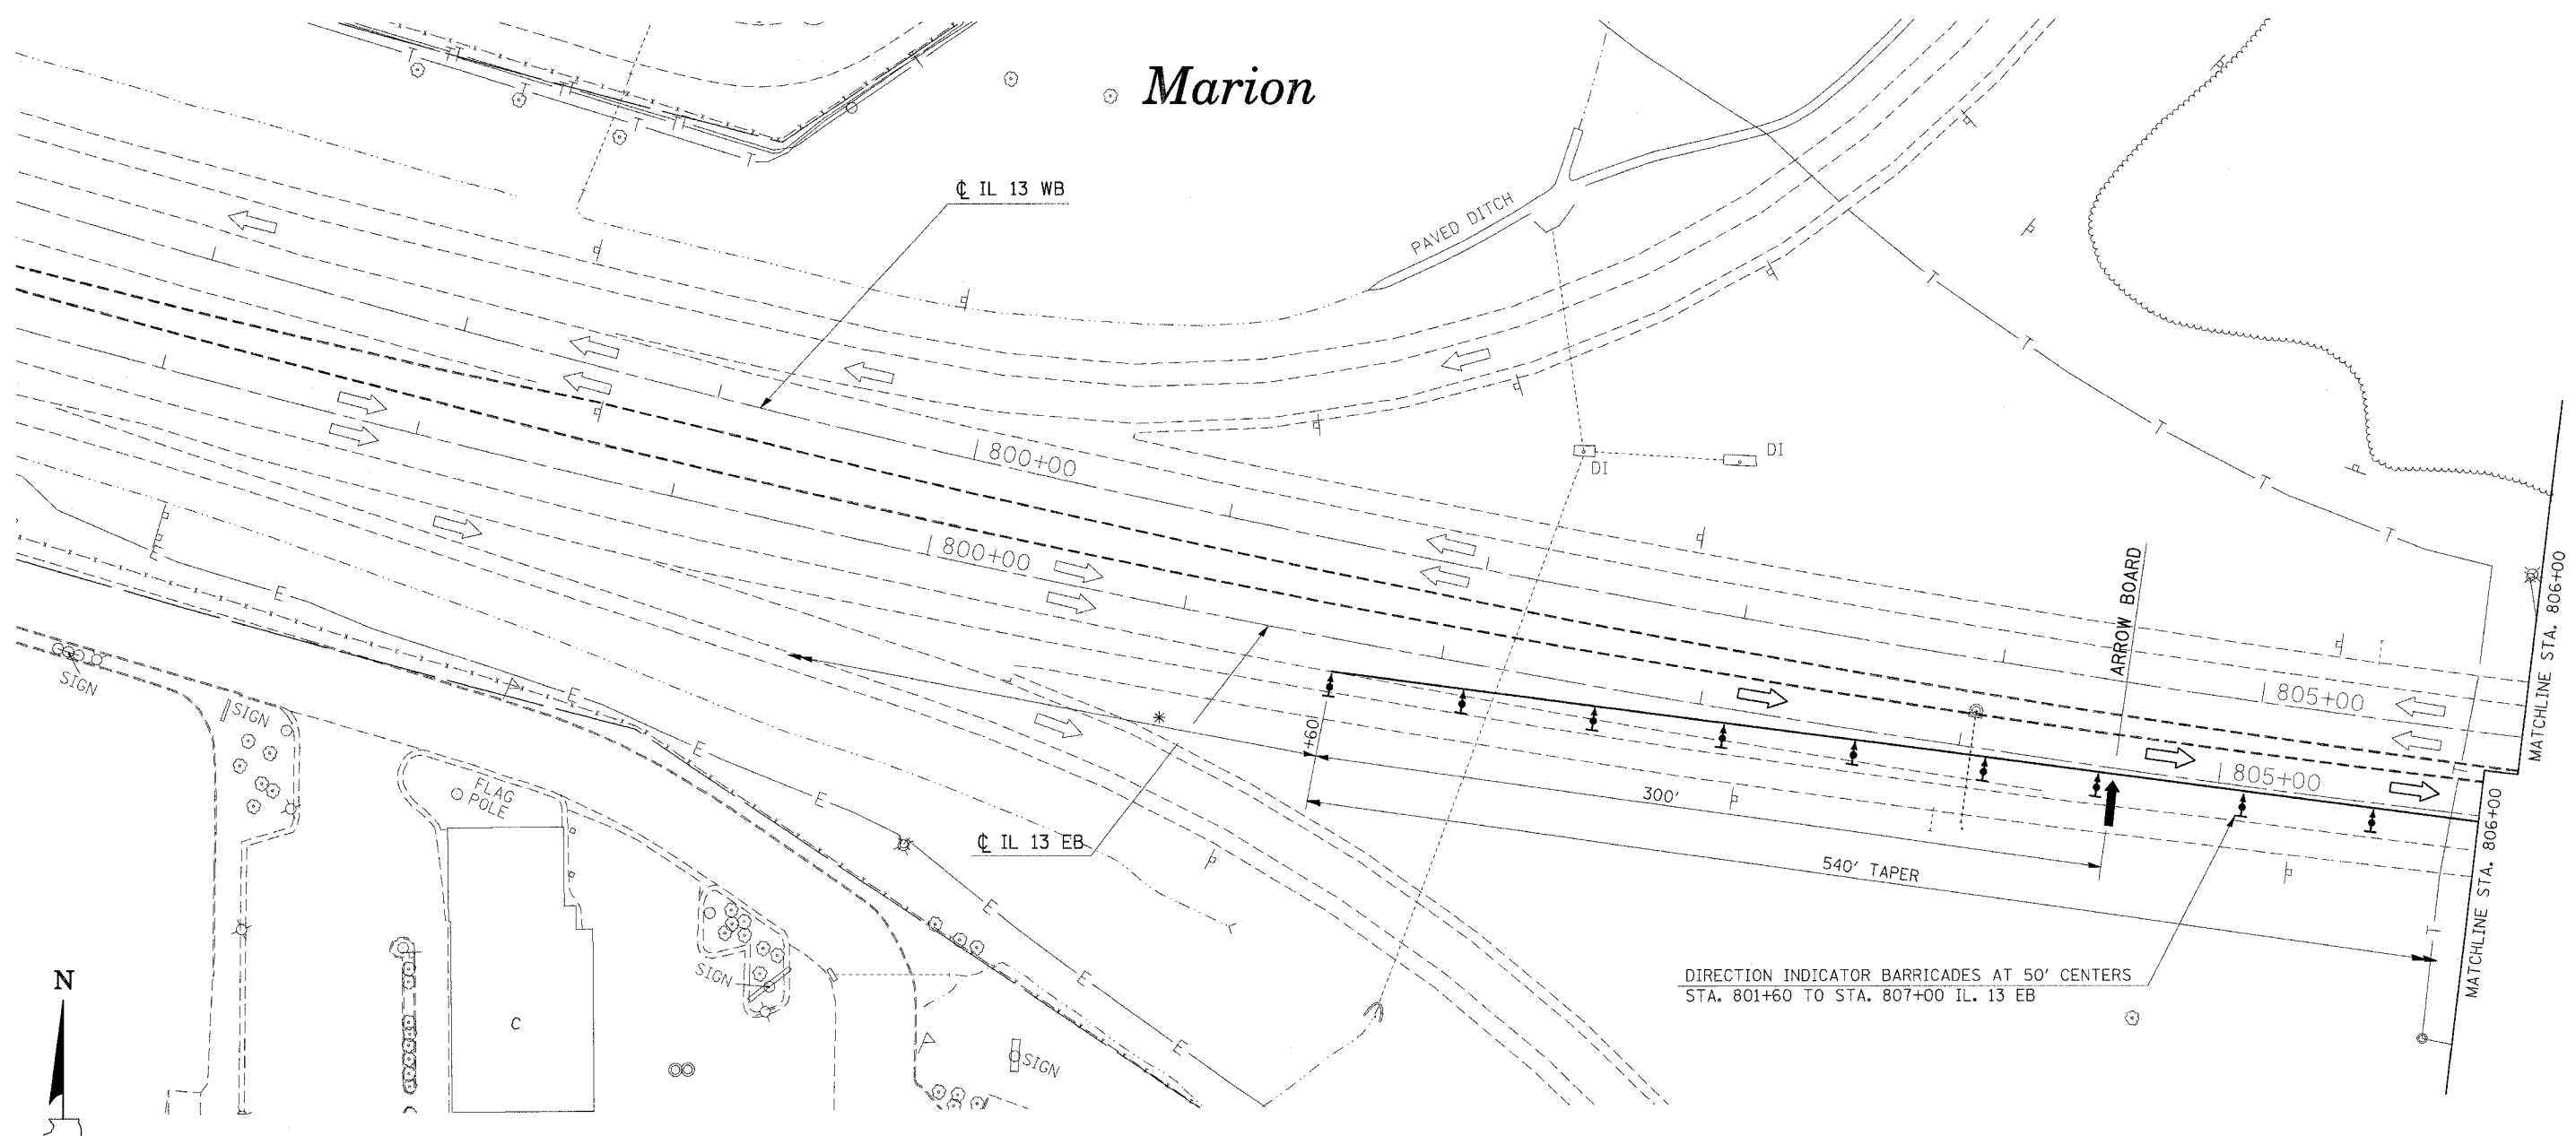 Marion
℄ IL 13 WB
PAVED DITCH
800+00
DI
DI
800+00
ARROW BOARD
MATCHLINE STA. 806+00
805+00
SIGN
SIGN
+60
805+00
300'
FLAG
POLE
℄ IL 13 EB
540' TAPER
MATCHLINE STA. 806+00
SIGN
DIRECTION INDICATOR BARRICADES AT 50' CENTERS
STA. 801+60 TO STA. 807+00 IL. 13 EB
N
C
SIGN
T T T T T T T T T T T T T
E E E E E E E E